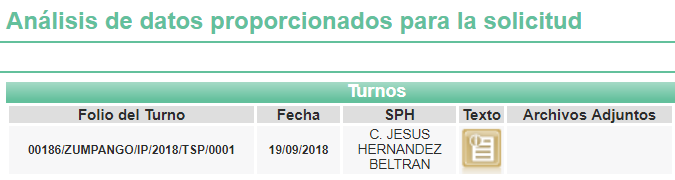 Análisis de datos proporcionados para la solicitud
Turnos
Folio del Turno Fecha SPH Texto Archivos Adjuntos
00186/ZUMPANGO/IP/2018/TSP/0001 19/09/2018 C. JESUS
HERNANDEZ
BELTRAN